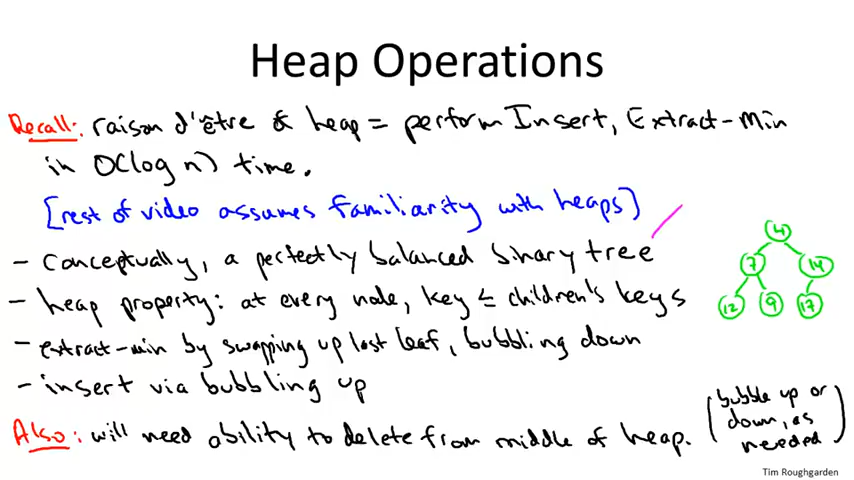 Heap Operations
Recall: raison d'être of heap = perform Insert, Extract-Min
in O(log n) time.
[rest of video assumes familiarity with heaps]
- conceptually, a perfectly balanced binary tree
- heap property: at every node, key ≤ children's keys
- extract-min by swapping up last leaf, bubbling down
- insert via bubbling up
Also: will need ability to delete from middle of heap.
(bubble up or
down, as
needed)
4
7 14
12 9 17
Tim Roughgarden